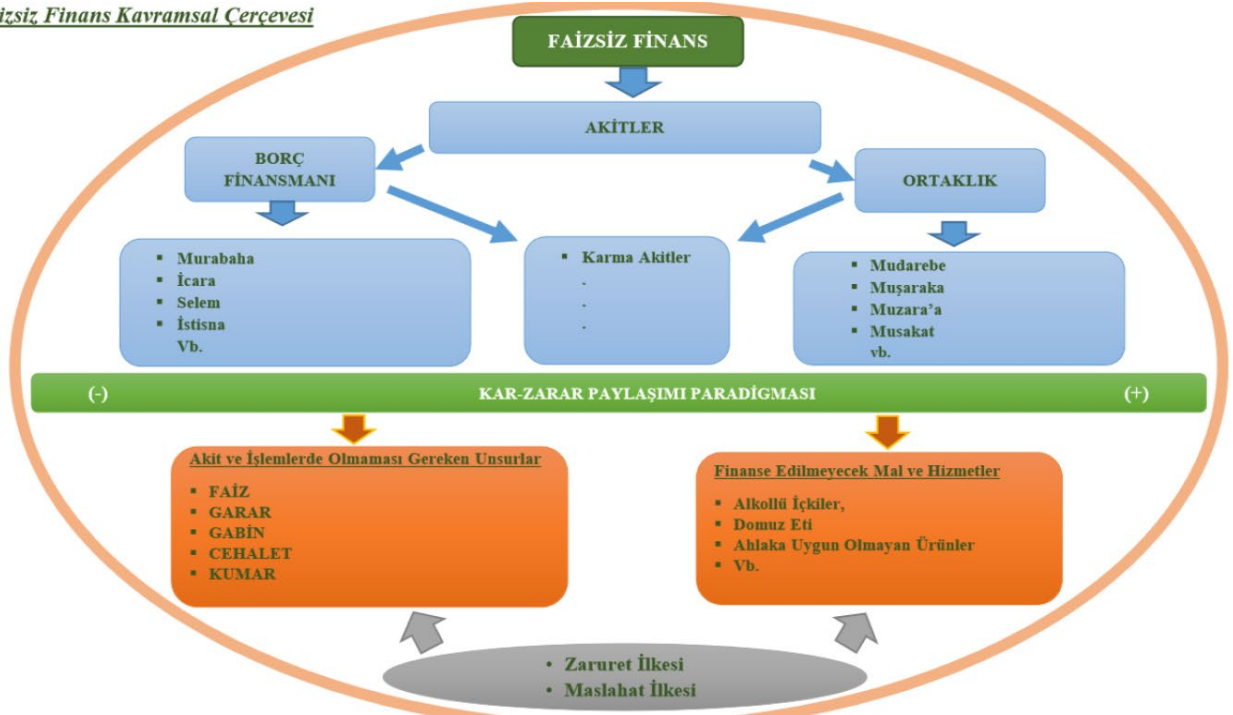 izsiz Finans Kavramsal Çerçevesi
FAİZSİZ FİNANS
AKİTLER
BORÇ
FİNANSMANI
ORTAKLIK
▪ Murabaha
▪ İcara
▪ Selem
▪ İstisna
Vb.
▪ Karma Akitler
.
.
.
▪ Mudarebe
▪ Muşaraka
▪ Muzara’a
▪ Musakat
vb.
(-) KAR-ZARAR PAYLAŞIMI PARADİGMASI (+)
Akit ve İşlemlerde Olmaması Gereken Unsurlar
▪ FAİZ
▪ GARAR
▪ GABİN
▪ CEHALET
▪ KUMAR
Finanse Edilmeyecek Mal ve Hizmetler
▪ Alkollü İçkiler,
▪ Domuz Eti
▪ Ahlaka Uygun Olmayan Ürünler
▪ Vb.
• Zaruret İlkesi
• Maslahat İlkesi